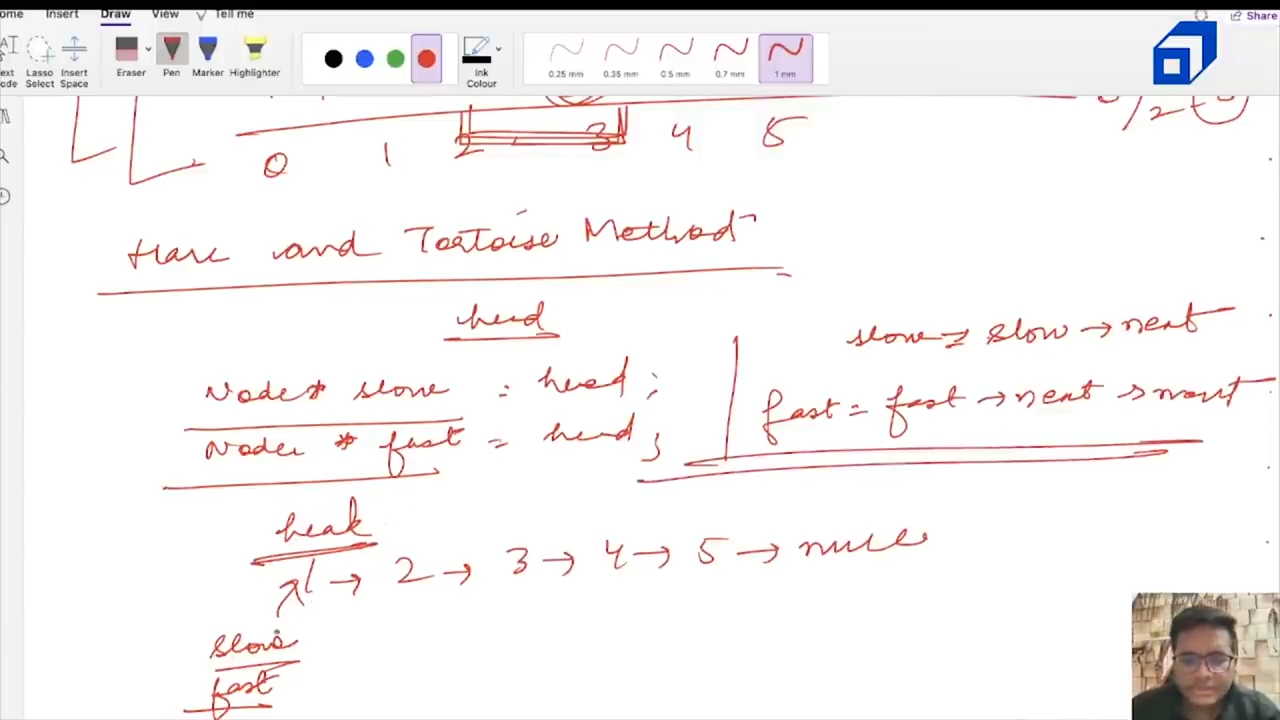 ome Insert Draw View Tell me Share
Eraser Pen Marker Highlighter Ink Colour 0.25 mm 0.35 mm 0.5 mm 0.7 mm 1 mm
ext ode Lasso Select Insert Space
0 1 2 3 4 5
Hare and Tortoise Method
head
Node* slow = head;
Node * fast = head;
slow = slow → next
fast = fast → next → next
head
1 → 2 → 3 → 4 → 5 → null
slow
fast